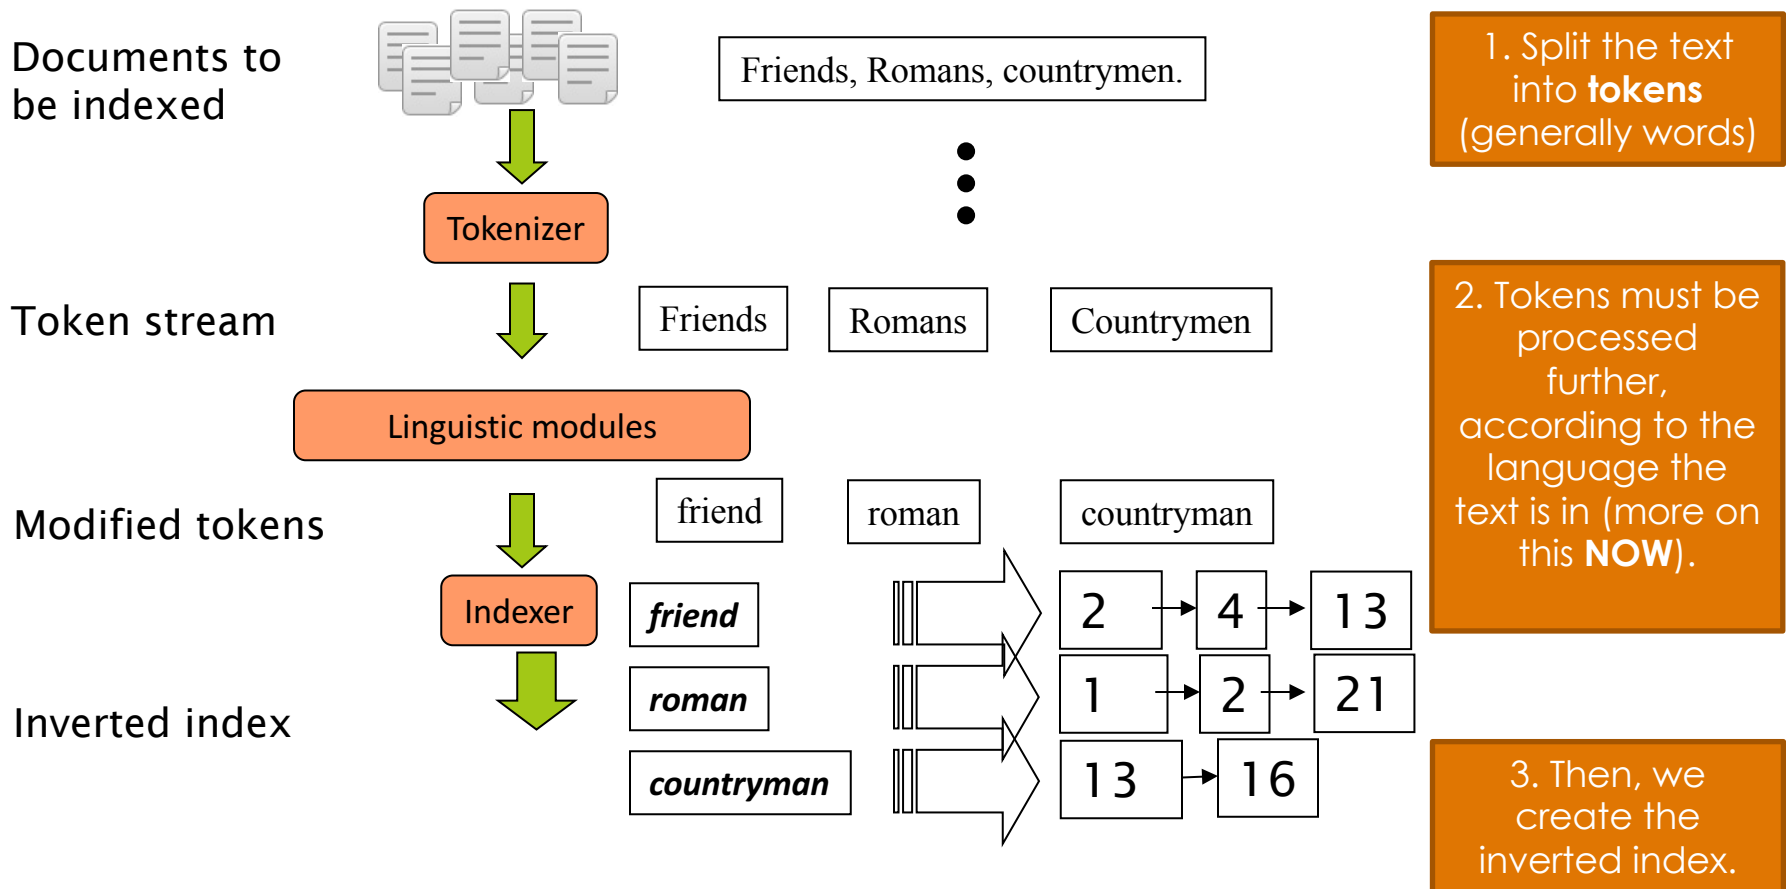 Documents to
be indexed
Friends, Romans, countrymen.
1. Split the text
into tokens
(generally words)
Tokenizer
Token stream
Friends
Romans
Countrymen
2. Tokens must be
processed
further,
according to the
language the
text is in (more on
this NOW).
Linguistic modules
Modified tokens
friend
roman
countryman
Indexer
friend
2
4
13
roman
1
2
21
Inverted index
countryman
13
16
3. Then, we
create the
inverted index.